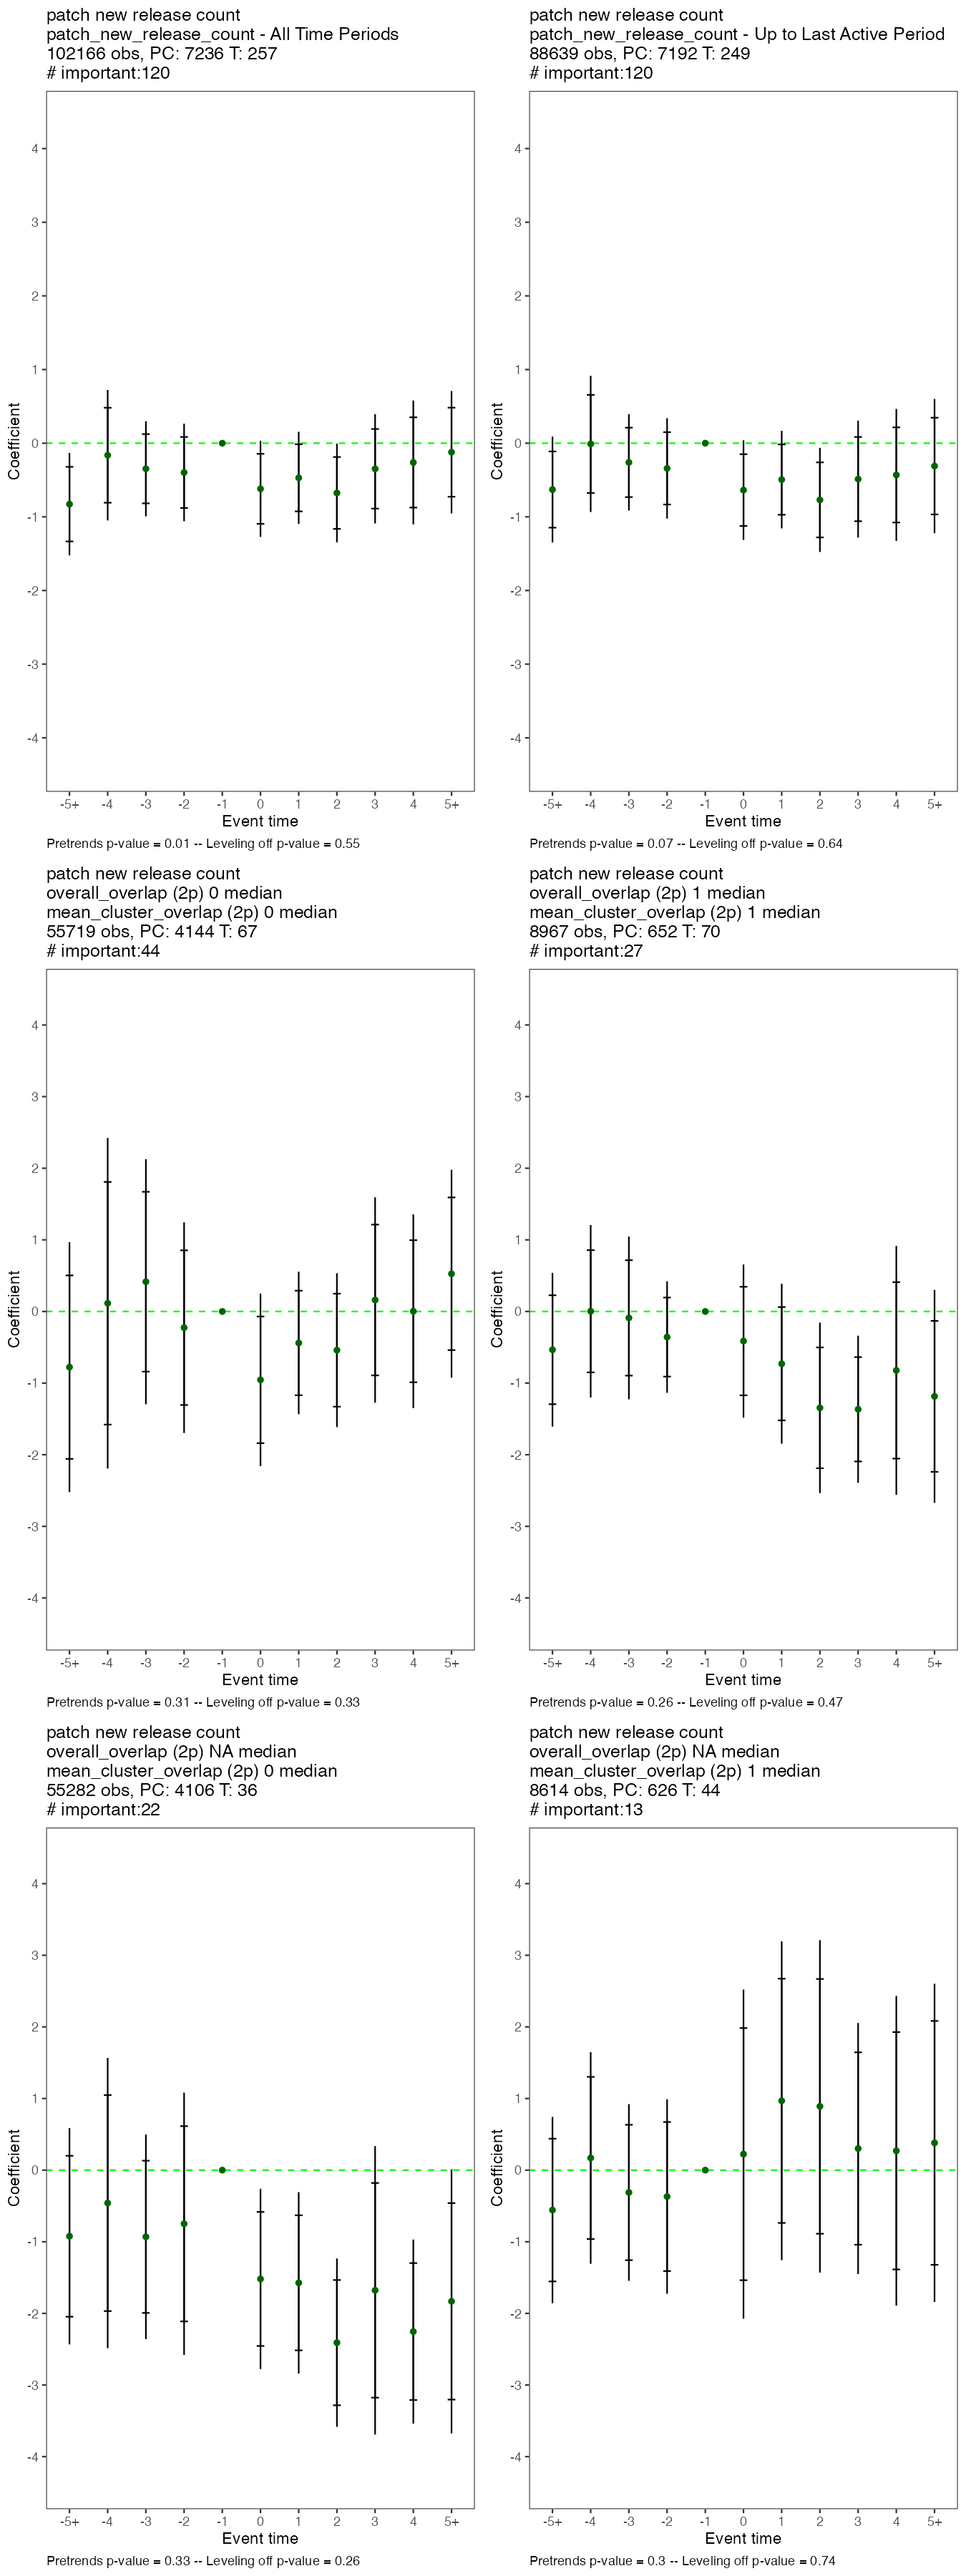 patch new release count
patch_new_release_count - All Time Periods
102166 obs, PC: 7236 T: 257
# important:120
4
3
2
1
0
-1
-2
-3
-4
Coefficient
-5+ -4 -3 -2 -1 0 1 2 3 4 5+
Event time
Pretrends p-value = 0.01 -- Leveling off p-value = 0.55
patch new release count
patch_new_release_count - Up to Last Active Period
88639 obs, PC: 7192 T: 249
# important:120
4
3
2
1
0
-1
-2
-3
-4
Coefficient
-5+ -4 -3 -2 -1 0 1 2 3 4 5+
Event time
Pretrends p-value = 0.07 -- Leveling off p-value = 0.64
patch new release count
overall_overlap (2p) 0 median
mean_cluster_overlap (2p) 0 median
55719 obs, PC: 4144 T: 67
# important:44
4
3
2
1
0
-1
-2
-3
-4
Coefficient
-5+ -4 -3 -2 -1 0 1 2 3 4 5+
Event time
Pretrends p-value = 0.31 -- Leveling off p-value = 0.33
patch new release count
overall_overlap (2p) 1 median
mean_cluster_overlap (2p) 1 median
8967 obs, PC: 652 T: 70
# important:27
4
3
2
1
0
-1
-2
-3
-4
Coefficient
-5+ -4 -3 -2 -1 0 1 2 3 4 5+
Event time
Pretrends p-value = 0.26 -- Leveling off p-value = 0.47
patch new release count
overall_overlap (2p) NA median
mean_cluster_overlap (2p) 0 median
55282 obs, PC: 4106 T: 36
# important:22
4
3
2
1
0
-1
-2
-3
-4
Coefficient
-5+ -4 -3 -2 -1 0 1 2 3 4 5+
Event time
Pretrends p-value = 0.33 -- Leveling off p-value = 0.26
patch new release count
overall_overlap (2p) NA median
mean_cluster_overlap (2p) 1 median
8614 obs, PC: 626 T: 44
# important:13
4
3
2
1
0
-1
-2
-3
-4
Coefficient
-5+ -4 -3 -2 -1 0 1 2 3 4 5+
Event time
Pretrends p-value = 0.3 -- Leveling off p-value = 0.74